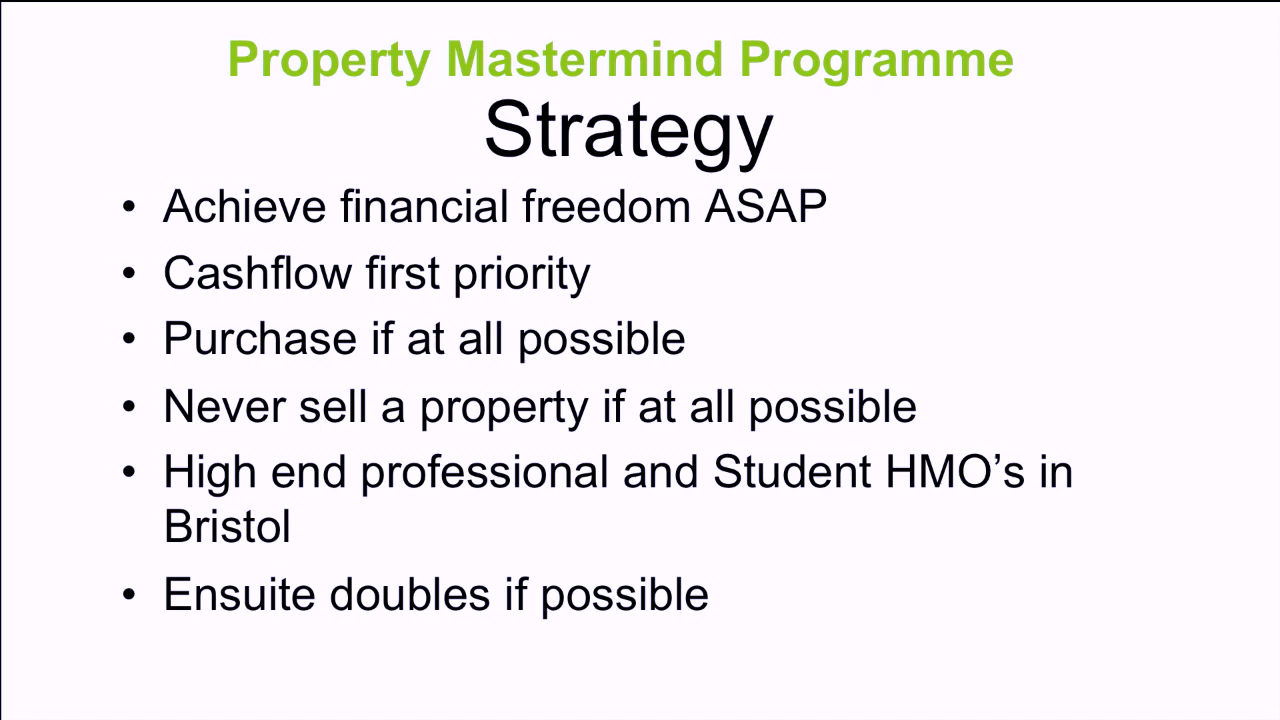 Property Mastermind Programme
Strategy
• Achieve financial freedom ASAP
• Cashflow first priority
• Purchase if at all possible
• Never sell a property if at all possible
• High end professional and Student HMO’s in
Bristol
• Ensuite doubles if possible